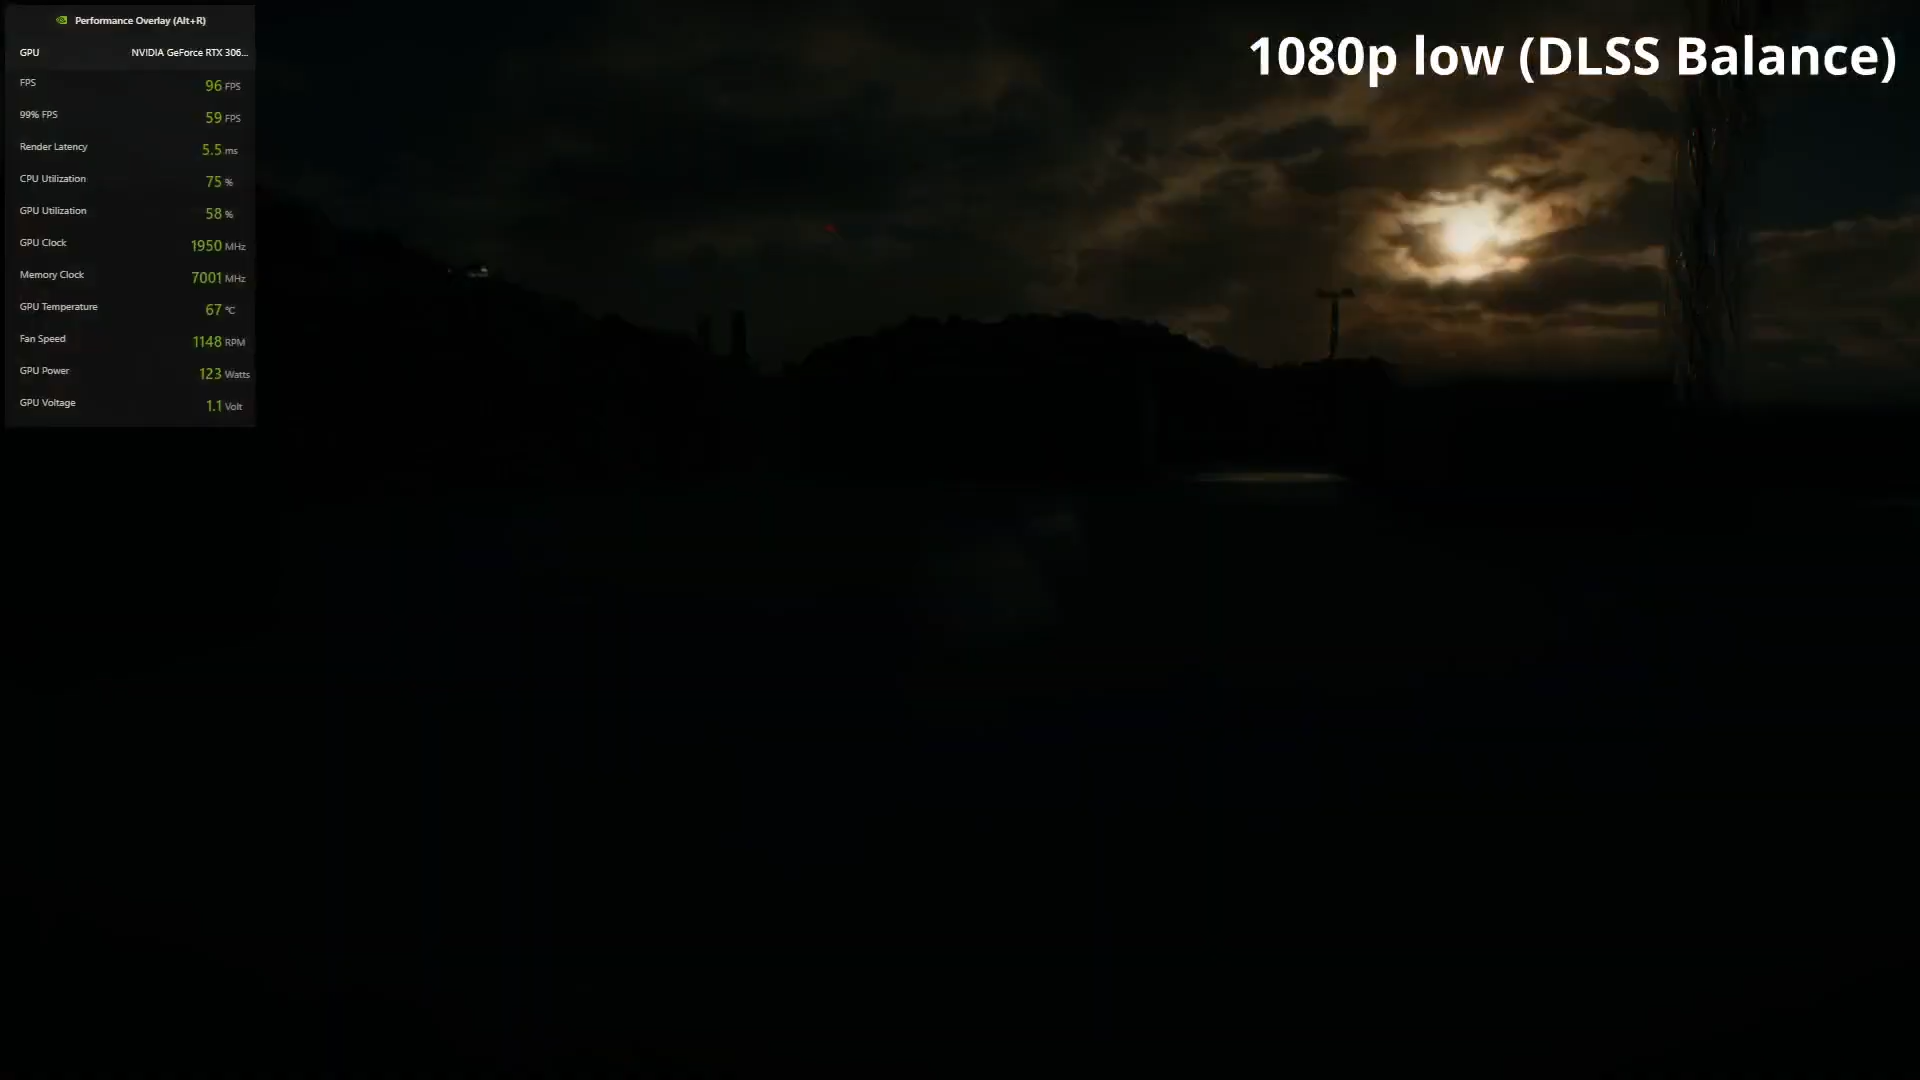 Performance Overlay (Alt+R)
1080p low (DLSS Balance)
GPU NVIDIA GeForce RTX 306...
FPS 96 FPS
99% FPS 59 FPS
Render Latency 5.5 ms
CPU Utilization 75 %
GPU Utilization 58 %
GPU Clock 1950 MHz
Memory Clock 7001 MHz
GPU Temperature 67 °C
Fan Speed 1148 RPM
GPU Power 123 Watts
GPU Voltage 1.1 Volt